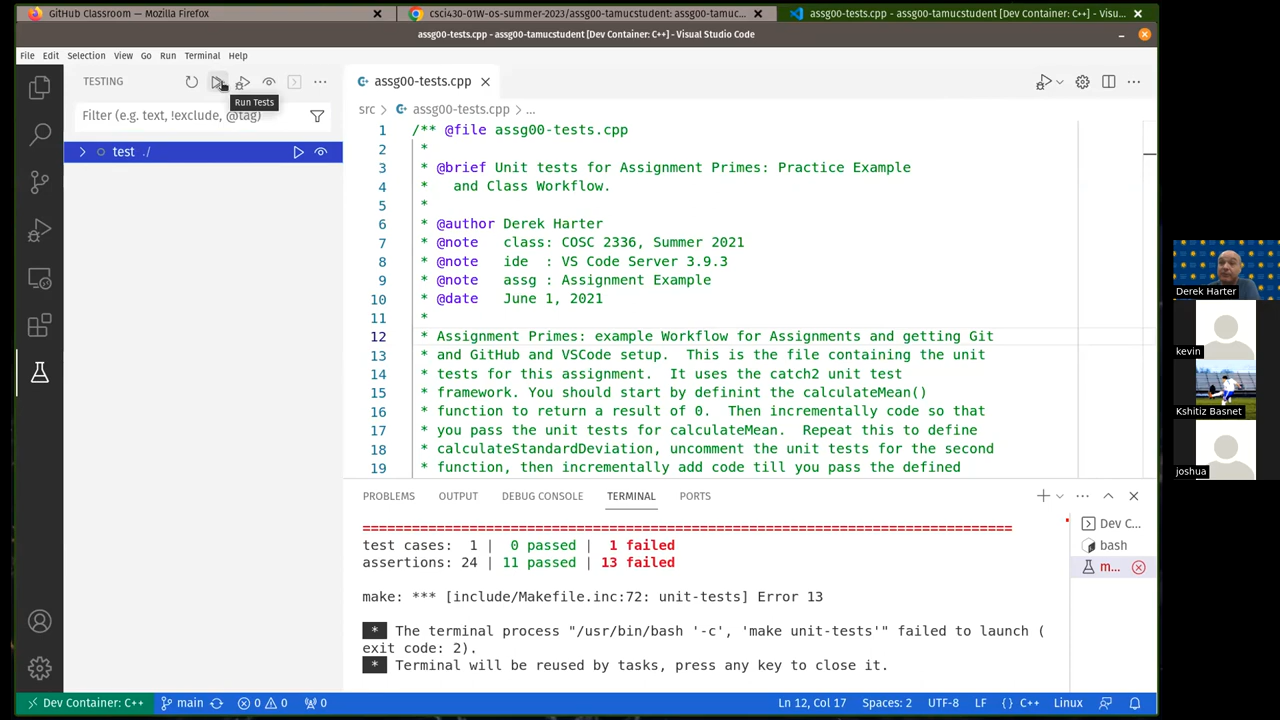 GitHub Classroom — Mozilla Firefox
csci430-01W-os-summer-2023/assg00-tamucstudent: assg00-tamuc...
assg00-tests.cpp - assg00-tamucstudent [Dev Container: C++] - Visu...
assg00-tests.cpp - assg00-tamucstudent [Dev Container: C++] - Visual Studio Code
File Edit Selection View Go Run Terminal Help
TESTING
Run Tests
Filter (e.g. text, !exclude, @tag)
test ./
assg00-tests.cpp
src > assg00-tests.cpp > ...
1 /** @file assg00-tests.cpp
2 *
3 * @brief Unit tests for Assignment Primes: Practice Example
4 * and Class Workflow.
5 *
6 * @author Derek Harter
7 * @note class: COSC 2336, Summer 2021
8 * @note ide : VS Code Server 3.9.3
9 * @note assg : Assignment Example
10 * @date June 1, 2021
11 *
12 * Assignment Primes: example Workflow for Assignments and getting Git
13 * and GitHub and VSCode setup. This is the file containing the unit
14 * tests for this assignment. It uses the catch2 unit test
15 * framework. You should start by definint the calculateMean()
16 * function to return a result of 0. Then incrementally code so that
17 * you pass the unit tests for calculateMean. Repeat this to define
18 * calculateStandardDeviation, uncomment the unit tests for the second
19 * function, then incrementally add code till you pass the defined
PROBLEMS OUTPUT DEBUG CONSOLE TERMINAL PORTS
===============================================================================
test cases: 1 | 0 passed | 1 failed
assertions: 24 | 11 passed | 13 failed
make: *** [include/Makefile.inc:72: unit-tests] Error 13
* The terminal process "/usr/bin/bash '-c', 'make unit-tests'" failed to launch (
exit code: 2).
* Terminal will be reused by tasks, press any key to close it.
Dev C...
bash
m...
Dev Container: C++ main 0 0 0 Ln 12, Col 17 Spaces: 2 UTF-8 LF {} C++ Linux
Derek Harter
kevin
Kshitiz Basnet
joshua